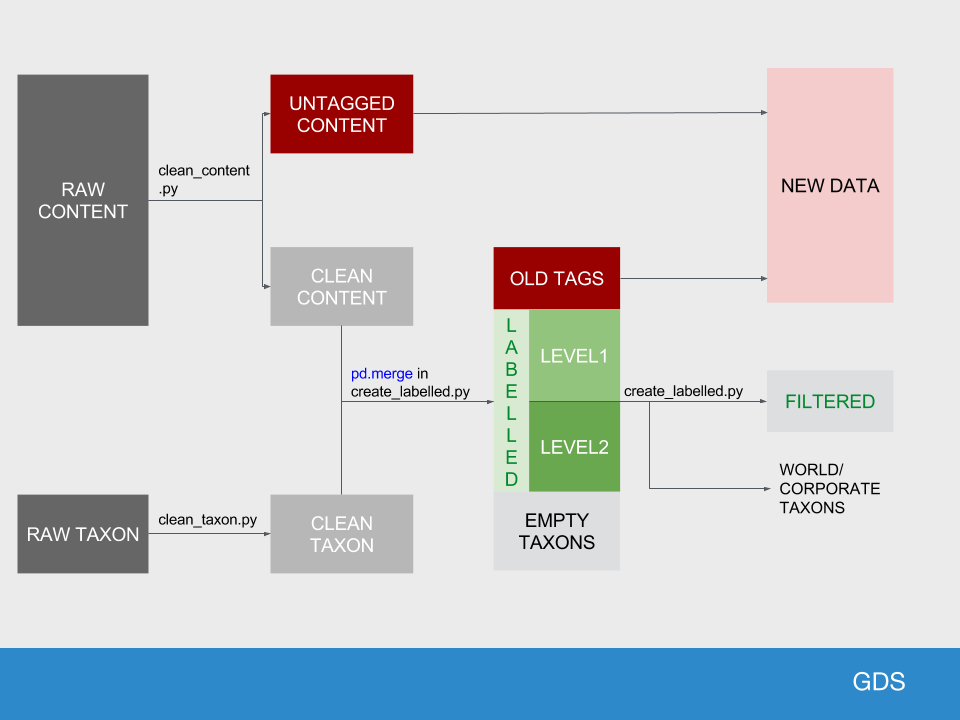 RAW
CONTENT
clean_content
.py
UNTAGGED
CONTENT
NEW DATA
CLEAN
CONTENT
OLD TAGS
L
A
B
E
L
L
E
D
LEVEL1
LEVEL2
pd.merge in
create_labelled.py
create_labelled.py
FILTERED
WORLD/
CORPORATE
TAXONS
EMPTY
TAXONS
RAW TAXON
clean_taxon.py
CLEAN
TAXON
GDS